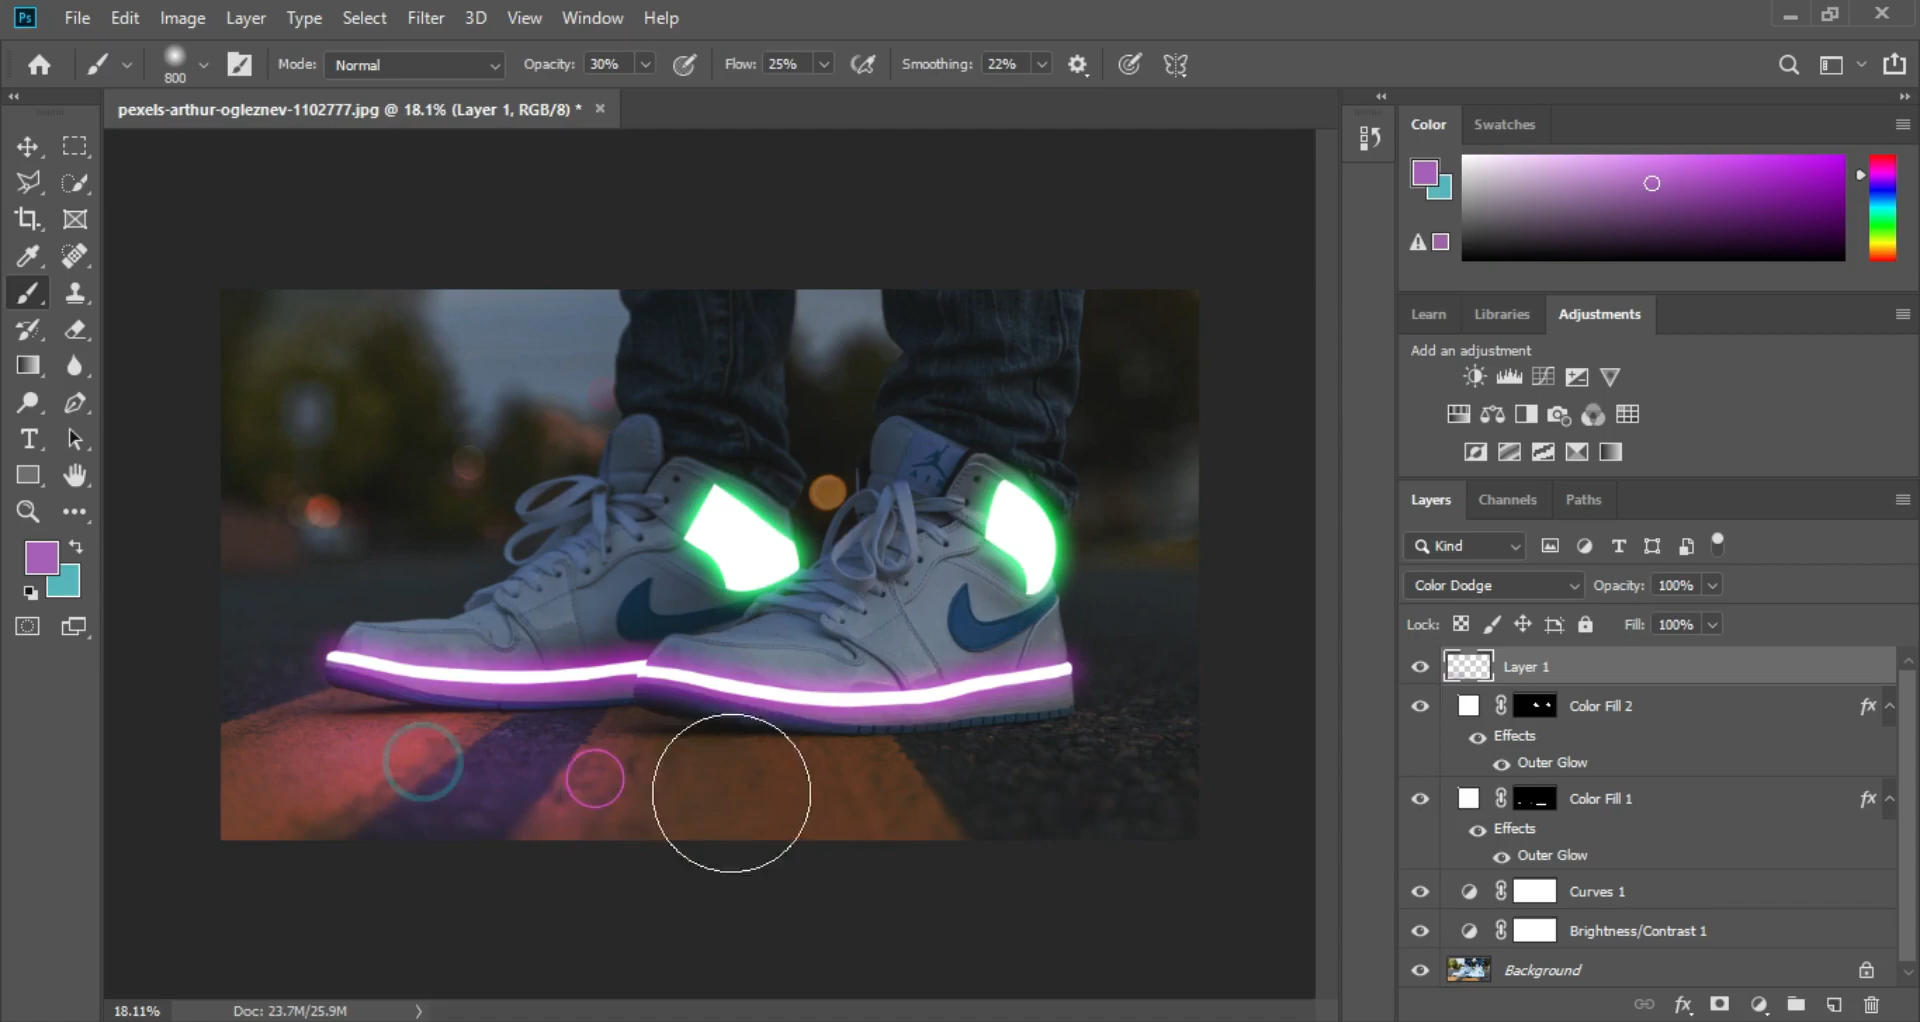 Ps File Edit Image Layer Type Select Filter 3D View Window Help
800 Mode: Normal Opacity: 30% Flow: 25% Smoothing: 22%
pexels-arthur-ogleznev-1102777.jpg @ 18.1% (Layer 1, RGB/8) *
Color Swatches
Learn Libraries Adjustments
Add an adjustment
Layers Channels Paths
Kind
Color Dodge Opacity: 100%
Lock: Fill: 100%
Layer 1
Color Fill 2 fx
Effects
Outer Glow
Color Fill 1 fx
Effects
Outer Glow
Curves 1
Brightness/Contrast 1
Background
18.11% Doc: 23.7M/25.9M